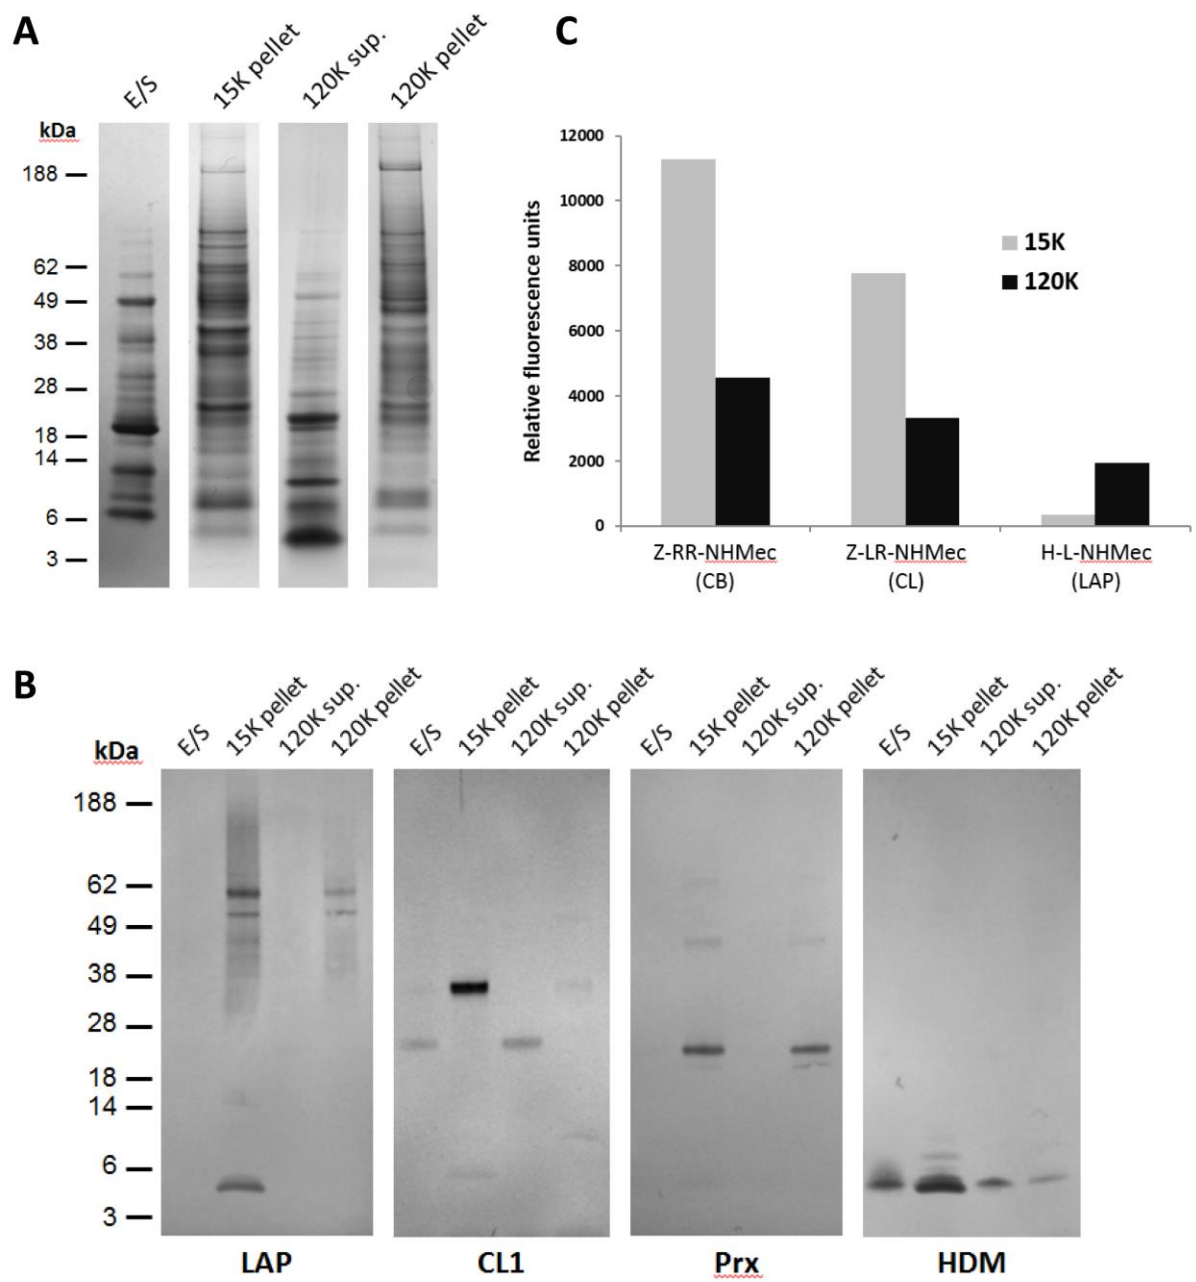 A
E/S
15K pellet
120K sup.
120K pellet
kDa
188
62
49
38
28
18
14
6
3
C
12000
10000
8000
6000
4000
2000
0
Relative fluorescence units
15K
120K
Z-RR-NHMec
(CB)
Z-LR-NHMec
(CL)
H-L-NHMec
(LAP)
B
kDa
188
62
49
38
28
18
14
6
3
E/S
15K pellet
120K sup.
120K pellet
LAP
E/S
15K pellet
120K sup.
120K pellet
CL1
E/S
15K pellet
120K sup.
120K pellet
Prx
E/S
15K pellet
120K sup.
120K pellet
HDM